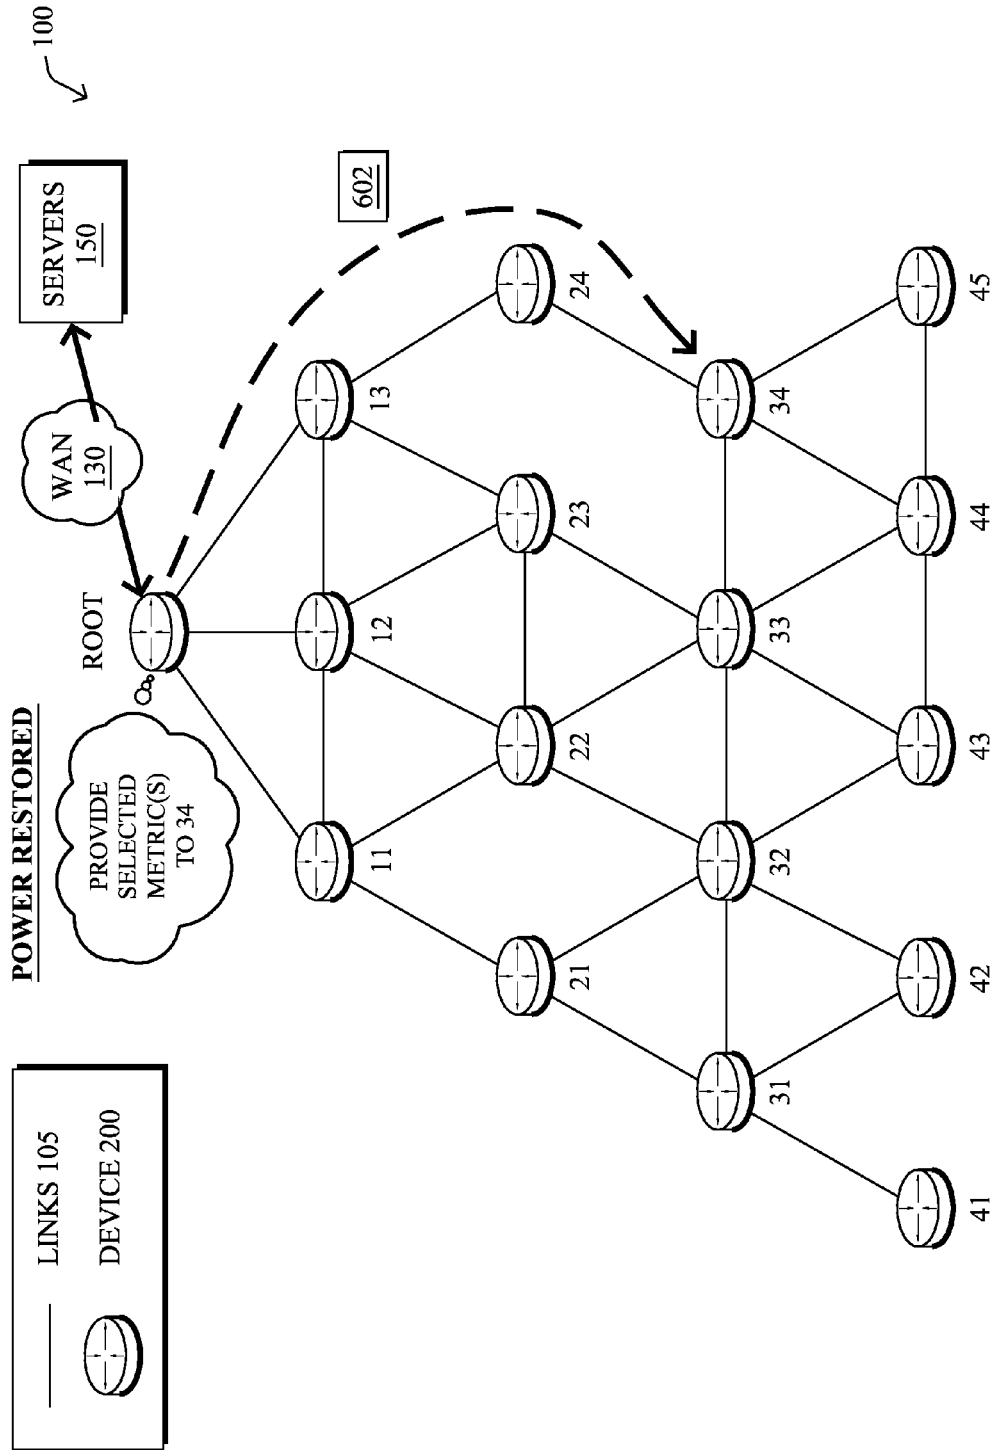 POWER RESTORED
LINKS 105
DEVICE 200
PROVIDE
SELECTED
METRIC(S)
TO 34
ROOT
WAN
130
SERVERS
150
100
602
11
12
13
21
22
23
24
31
32
33
34
41
42
43
44
45